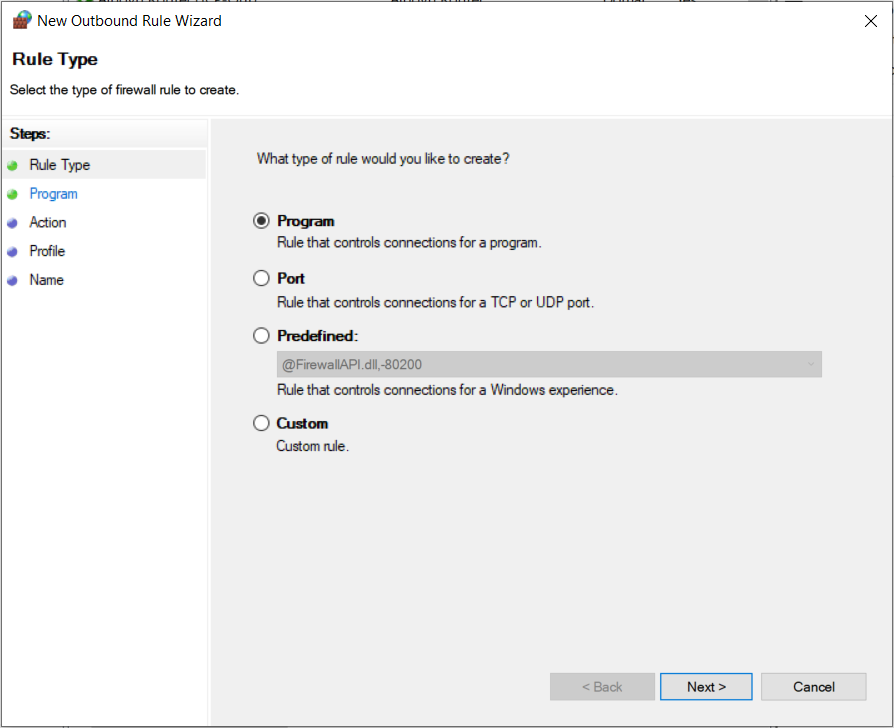 New Outbound Rule Wizard
Rule Type
Select the type of firewall rule to create.
Steps:
Rule Type
Program
Action
Profile
Name
What type of rule would you like to create?
Program
Rule that controls connections for a program.
Port
Rule that controls connections for a TCP or UDP port.
Predefined:
@FirewallAPI.dll,-80200
Rule that controls connections for a Windows experience.
Custom
Custom rule.
< Back
Next >
Cancel